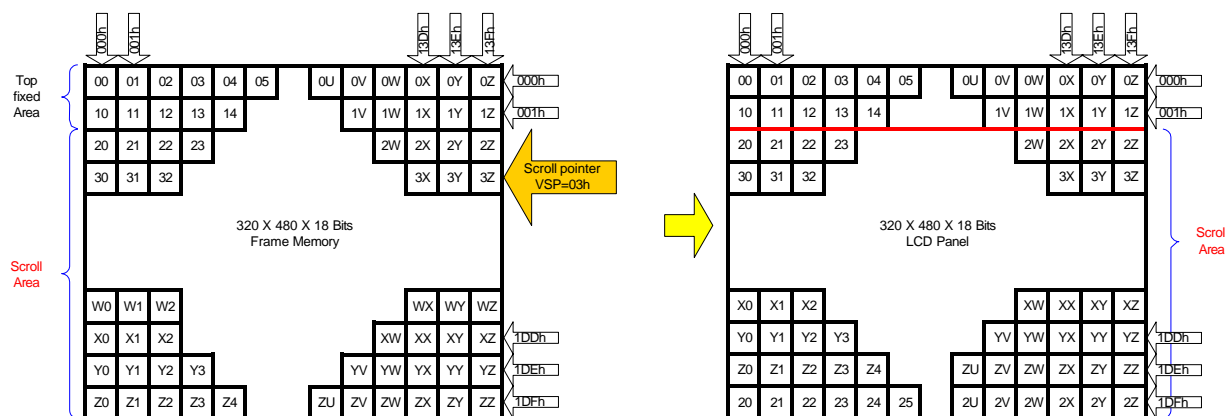 000h 001h 13Dh 13Eh 13Fh
Top
fixed
Area
00 01 02 03 04 05 0U 0V 0W 0X 0Y 0Z 000h
10 11 12 13 14 1V 1W 1X 1Y 1Z 001h
20 21 22 23 2W 2X 2Y 2Z
30 31 32 3X 3Y 3Z
Scroll pointer
VSP=03h
320 X 480 X 18 Bits
Frame Memory
Scroll
Area
W0 W1 W2 WX WY WZ
X0 X1 X2 XW XX XY XZ 1DDh
Y0 Y1 Y2 Y3 YV YW YX YY YZ 1DEh
Z0 Z1 Z2 Z3 Z4 ZU ZV ZW ZX ZY ZZ 1DFh
000h 001h 13Dh 13Eh 13Fh
00 01 02 03 04 05 0U 0V 0W 0X 0Y 0Z 000h
10 11 12 13 14 1V 1W 1X 1Y 1Z 001h
20 21 22 23 2W 2X 2Y 2Z
30 31 32 3X 3Y 3Z
320 X 480 X 18 Bits
LCD Panel
Scrol
Area
X0 X1 X2 XW XX XY XZ
Y0 Y1 Y2 Y3 YV YW YX YY YZ 1DDh
Z0 Z1 Z2 Z3 Z4 ZU ZV ZW ZX ZY ZZ 1DEh
20 21 22 23 24 25 2U 2V 2W 2X 2Y 2Z 1DFh